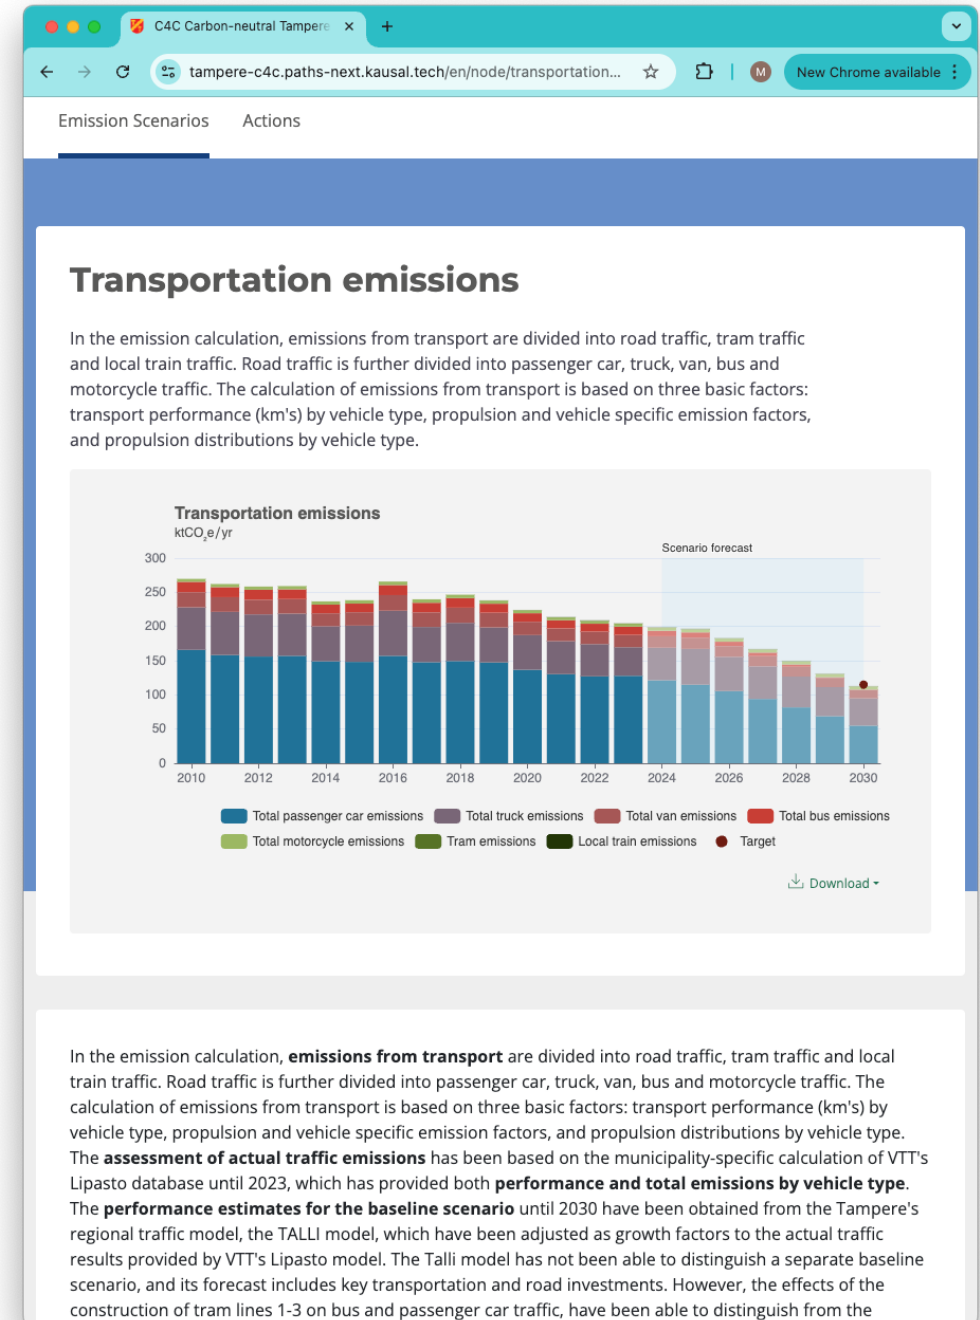 C4C Carbon-neutral Tampere
tampere-c4c.paths-next.kausal.tech/en/node/transportation...
M
New Chrome available
Emission Scenarios
Actions
Transportation emissions
In the emission calculation, emissions from transport are divided into road traffic, tram traffic
and local train traffic. Road traffic is further divided into passenger car, truck, van, bus and
motorcycle traffic. The calculation of emissions from transport is based on three basic factors:
transport performance (km's) by vehicle type, propulsion and vehicle specific emission factors,
and propulsion distributions by vehicle type.
Transportation emissions
ktCO₂e/yr
Scenario forecast
300
250
200
150
100
50
0
2010 2012 2014 2016 2018 2020 2022 2024 2026 2028 2030
Total passenger car emissions Total truck emissions Total van emissions Total bus emissions
Total motorcycle emissions Tram emissions Local train emissions Target
Download
In the emission calculation, emissions from transport are divided into road traffic, tram traffic and local
train traffic. Road traffic is further divided into passenger car, truck, van, bus and motorcycle traffic. The
calculation of emissions from transport is based on three basic factors: transport performance (km's) by
vehicle type, propulsion and vehicle specific emission factors, and propulsion distributions by vehicle type.
The assessment of actual traffic emissions has been based on the municipality-specific calculation of VTT's
Lipasto database until 2023, which has provided both performance and total emissions by vehicle type.
The performance estimates for the baseline scenario until 2030 have been obtained from the Tampere's
regional traffic model, the TALLI model, which have been adjusted as growth factors to the actual traffic
results provided by VTT's Lipasto model. The Talli model has not been able to distinguish a separate baseline
scenario, and its forecast includes key transportation and road investments. However, the effects of the
construction of tram lines 1-3 on bus and passenger car traffic, have been able to distinguish from the